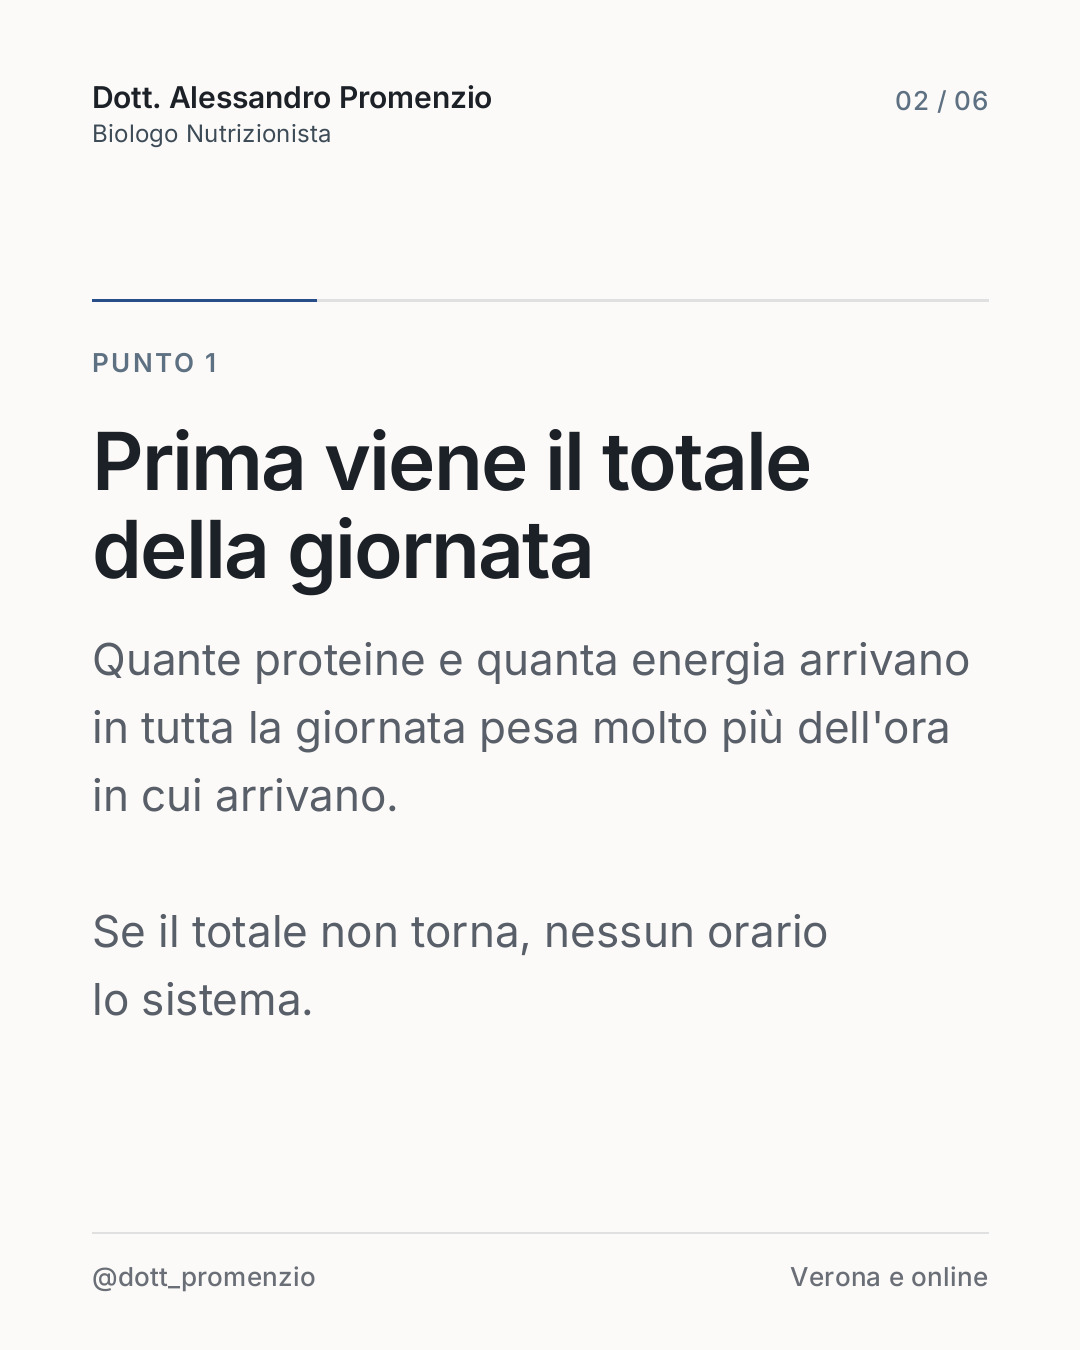 Dott. Alessandro Promenzio
Biologo Nutrizionista
02 / 06
PUNTO 1
Prima viene il totale
della giornata
Quante proteine e quanta energia arrivano
in tutta la giornata pesa molto più dell'ora
in cui arrivano.
Se il totale non torna, nessun orario
lo sistema.
@dott_promenzio
Verona e online